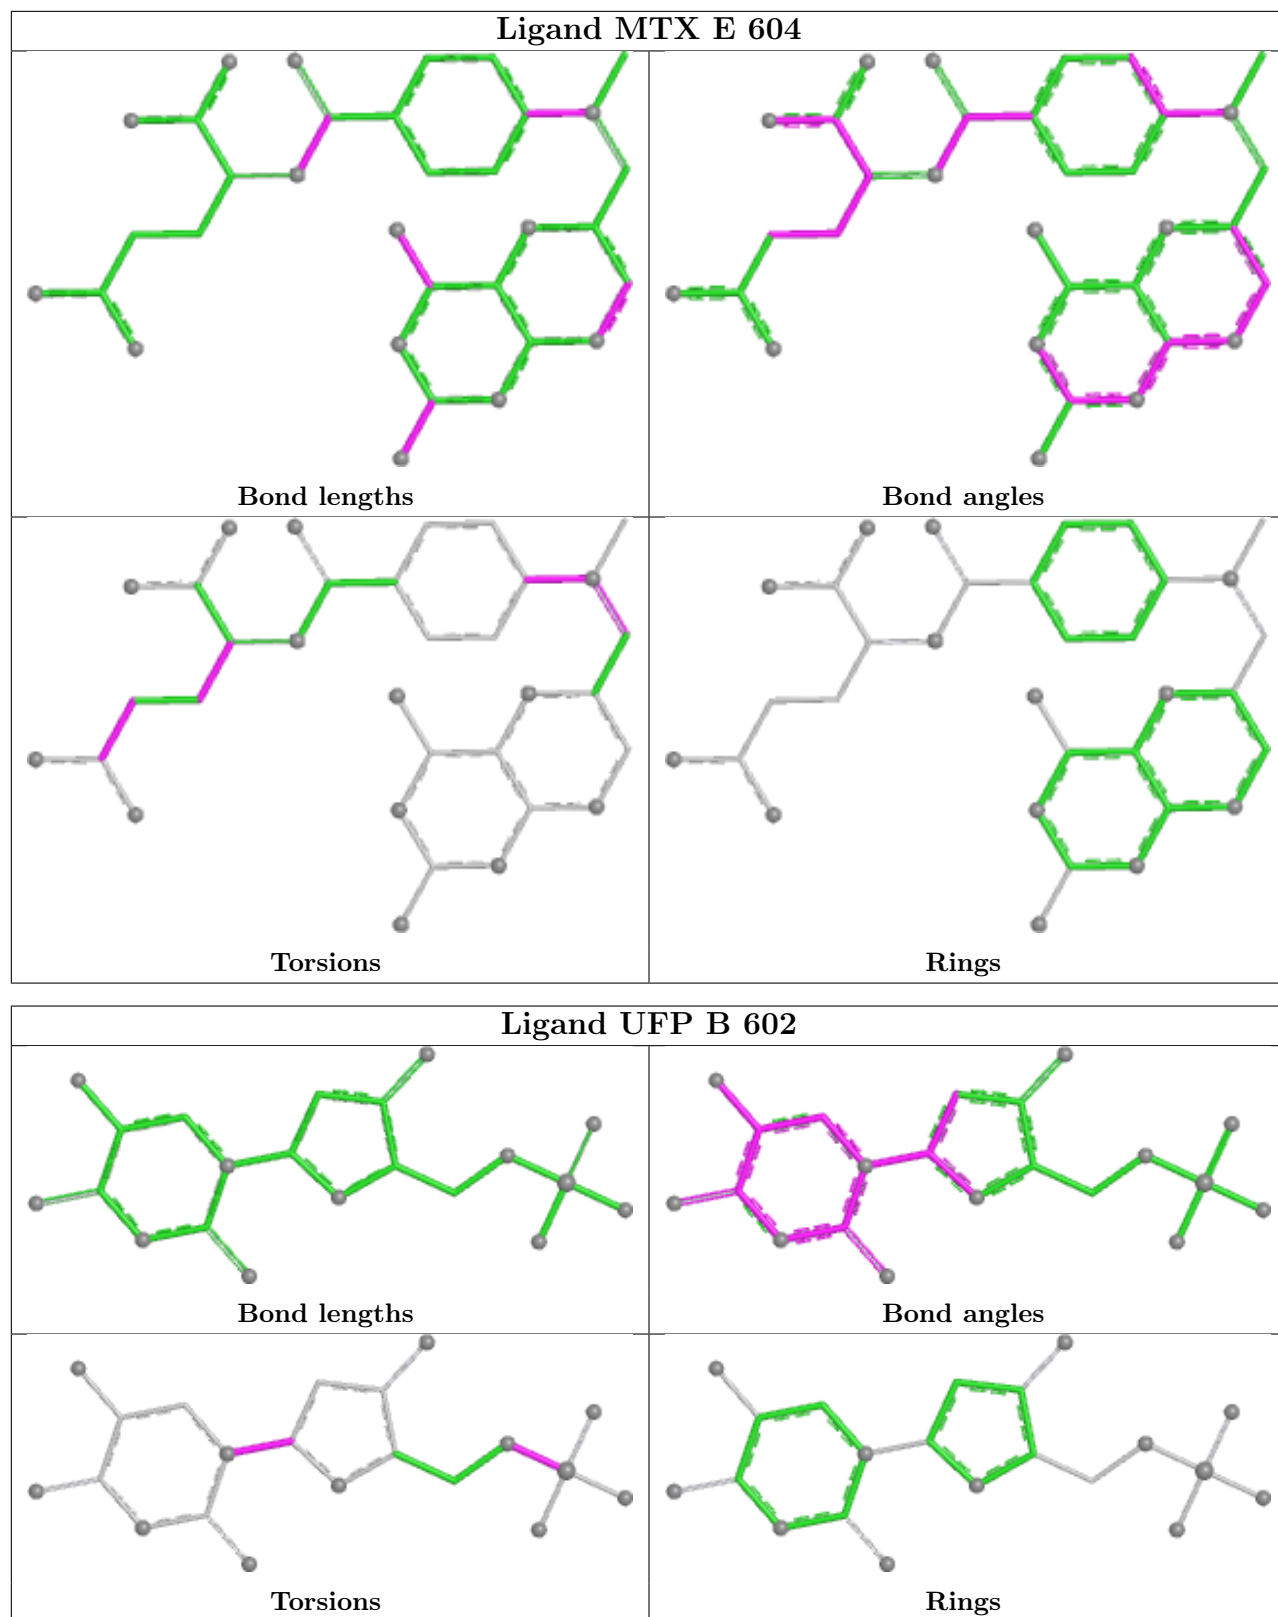 Ligand MTX E 604
Bond lengths
Bond angles
Torsions
Rings
Ligand UFP B 602
Bond lengths
Bond angles
Torsions
Rings